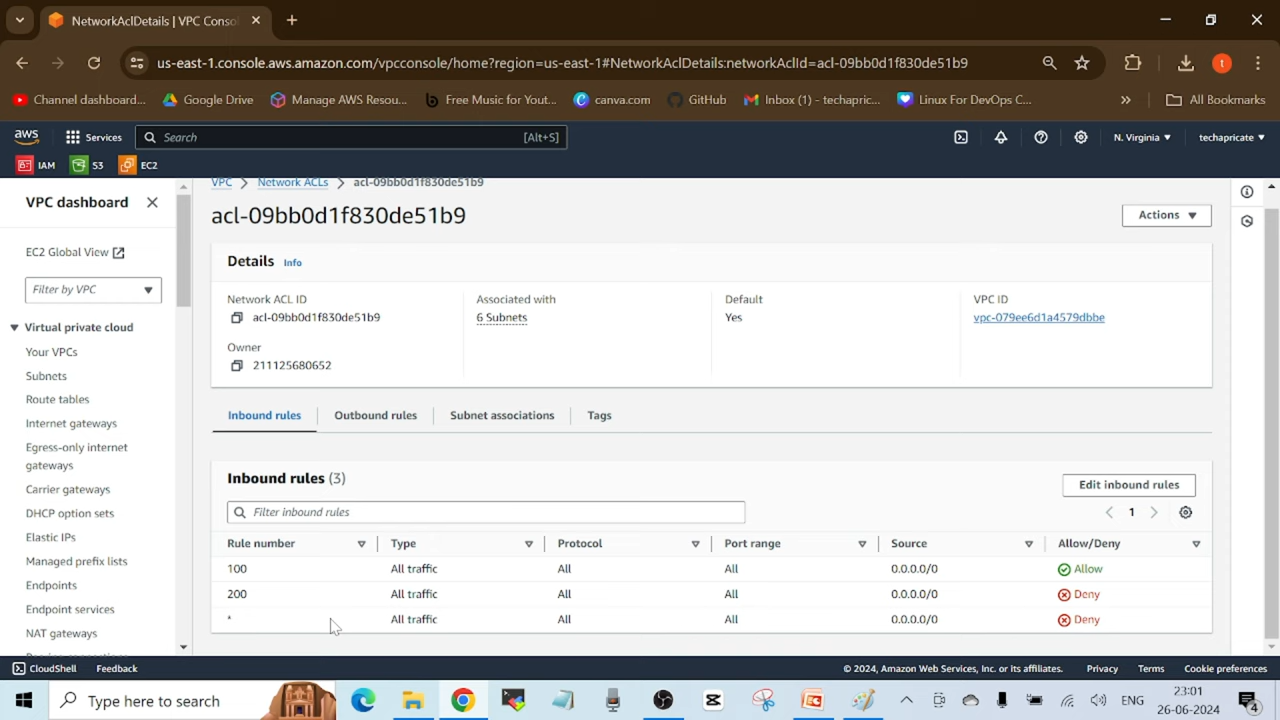 NetworkAclDetails | VPC Conso
us-east-1.console.aws.amazon.com/vpcconsole/home?region=us-east-1#NetworkAclDetails:networkAclId=acl-09bb0d1f830de51b9
Channel dashboard... Google Drive Manage AWS Resou... Free Music for Yout... canva.com GitHub Inbox (1) - techapric... Linux For DevOps C... » All Bookmarks
aws Services Search [Alt+S] N. Virginia techapricate
IAM S3 EC2
VPC dashboard
EC2 Global View
Filter by VPC
Virtual private cloud
Your VPCs
Subnets
Route tables
Internet gateways
Egress-only internet
gateways
Carrier gateways
DHCP option sets
Elastic IPs
Managed prefix lists
Endpoints
Endpoint services
NAT gateways
VPC Network ACLs acl-09bb0d1f830de51b9
acl-09bb0d1f830de51b9
Actions
Details Info
Network ACL ID
acl-09bb0d1f830de51b9
Associated with
6 Subnets
Default
Yes
VPC ID
vpc-079ee6d1a4579dbbe
Owner
211125680652
Inbound rules Outbound rules Subnet associations Tags
Inbound rules (3)
Edit inbound rules
Filter inbound rules
1
Rule number Type Protocol Port range Source Allow/Deny
100 All traffic All All 0.0.0.0/0 Allow
200 All traffic All All 0.0.0.0/0 Deny
* All traffic All All 0.0.0.0/0 Deny
CloudShell Feedback © 2024, Amazon Web Services, Inc. or its affiliates. Privacy Terms Cookie preferences
Type here to search
ENG
23:01
26-06-2024
4